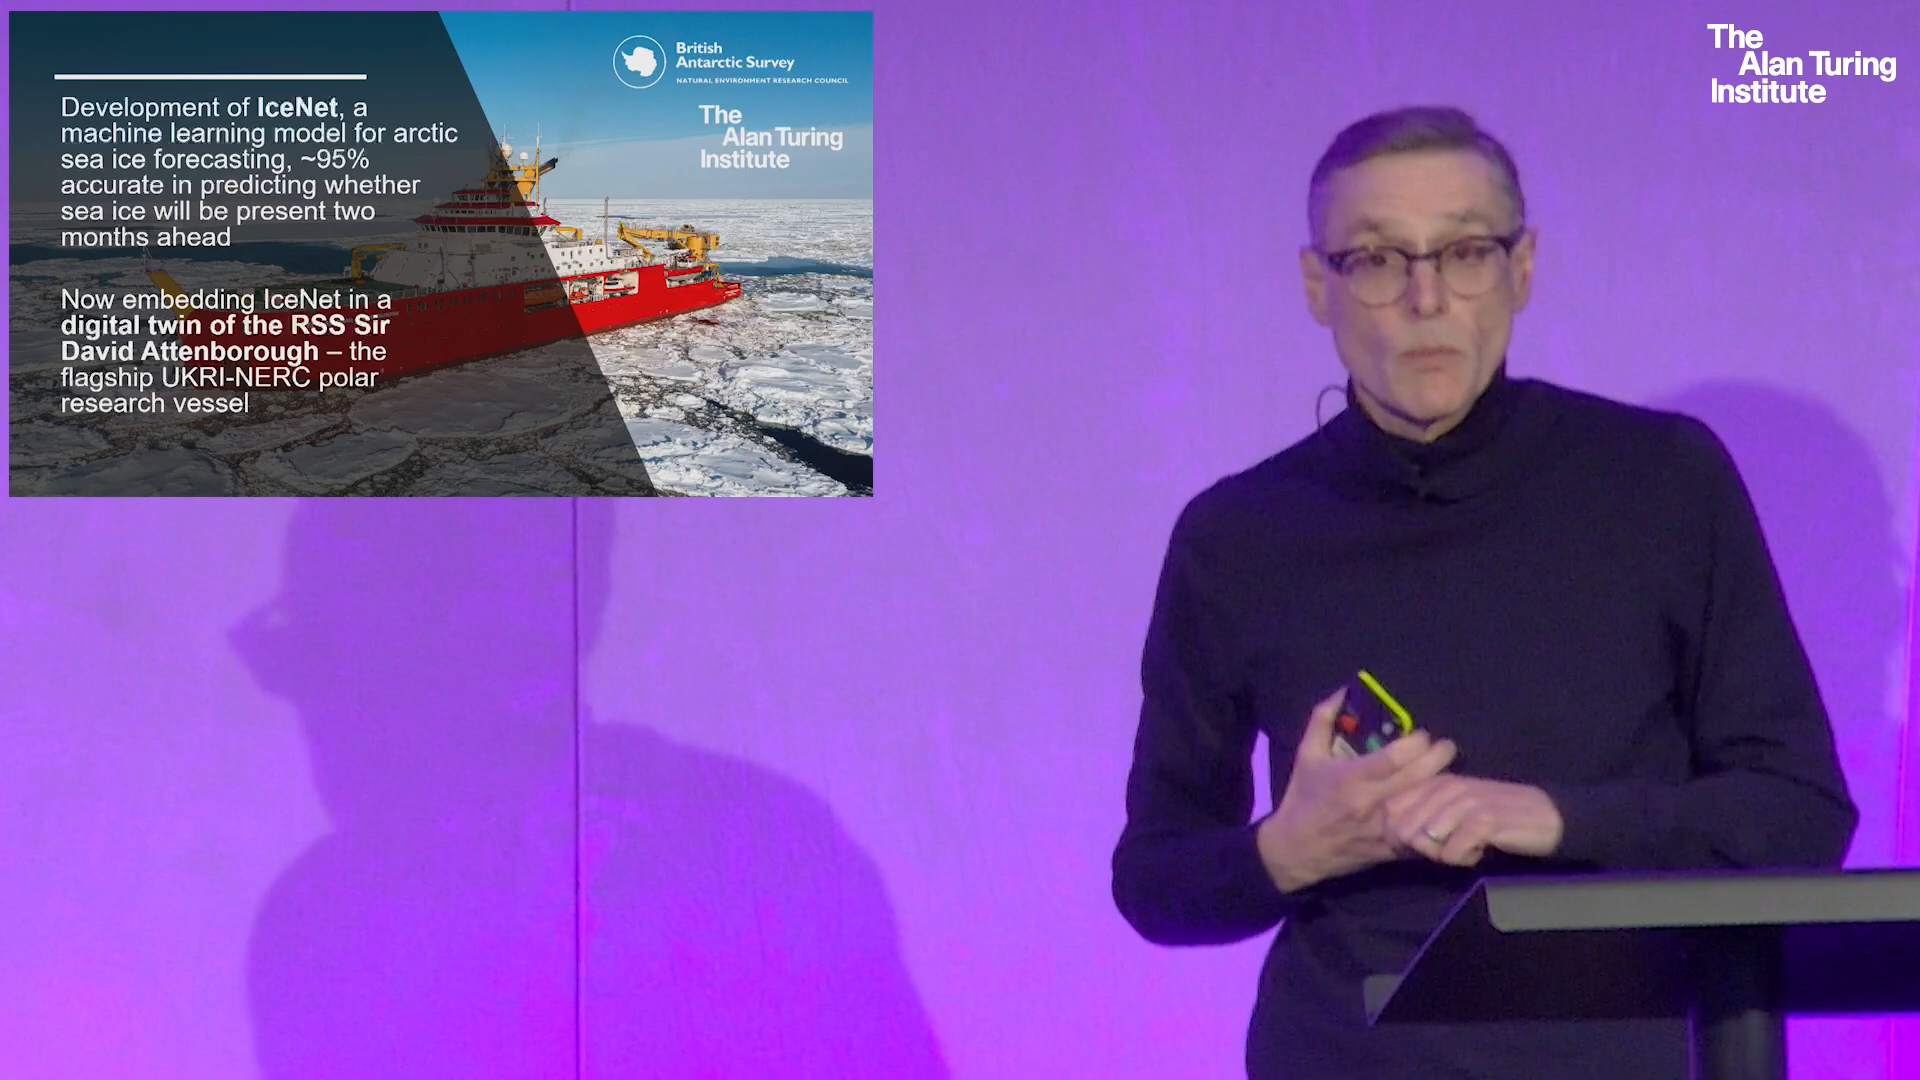 Development of IceNet, a
machine learning model for arctic
sea ice forecasting, ~95%
accurate in predicting whether
sea ice will be present two
months ahead
Now embedding IceNet in a
digital twin of the RSS Sir
David Attenborough – the
flagship UKRI-NERC polar
research vessel
British
Antarctic Survey
NATURAL ENVIRONMENT RESEARCH COUNCIL
The
Alan Turing
Institute
The
Alan Turing
Institute